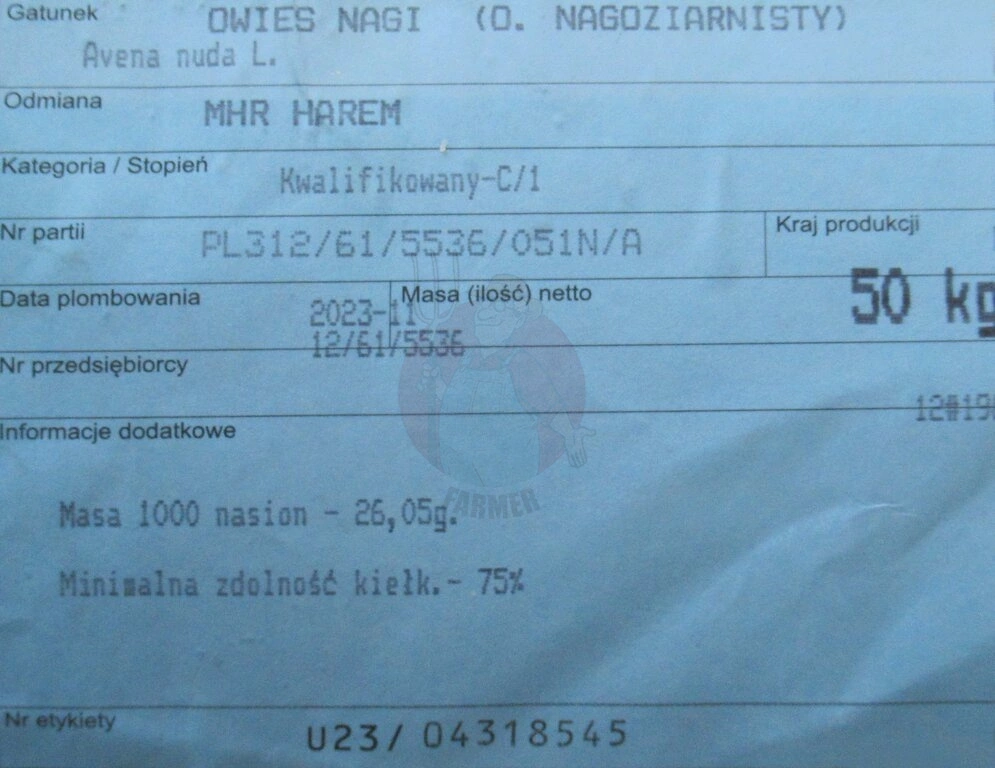 Gatunek OWIES NAGI (O. NAGOZIARNISTY)
Avena nuda L.
Odmiana MHR HAREM
Kategoria / Stopień Kwalifikowany-C/1
Nr partii PL312/61/5536/051N/A Kraj produkcji
Data plombowania 2023-11 Masa (ilość) netto 50 kg
12/61/5536
Nr przedsiębiorcy
12#19
Informacje dodatkowe
FARMER
Masa 1000 nasion - 26,05g.
Minimalna zdolność kiełk.- 75%
Nr etykiety U23/ 04318545